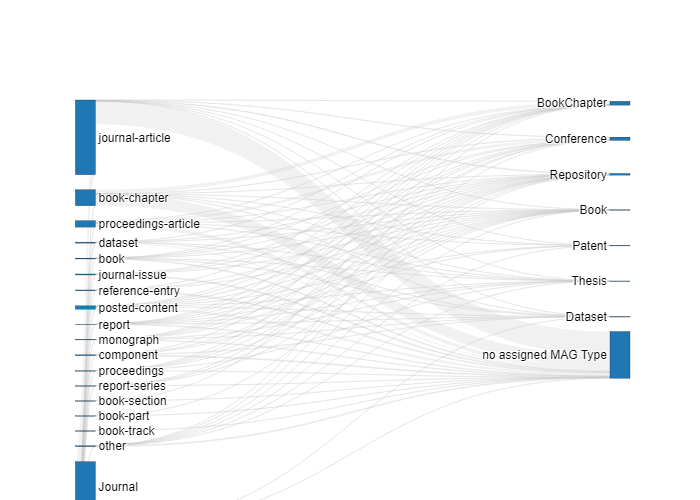 journal-article
book-chapter
proceedings-article
dataset
book
journal-issue
reference-entry
posted-content
report
monograph
component
proceedings
report-series
book-section
book-part
book-track
other
Journal
BookChapter
Conference
Repository
Book
Patent
Thesis
Dataset
no assigned MAG Type